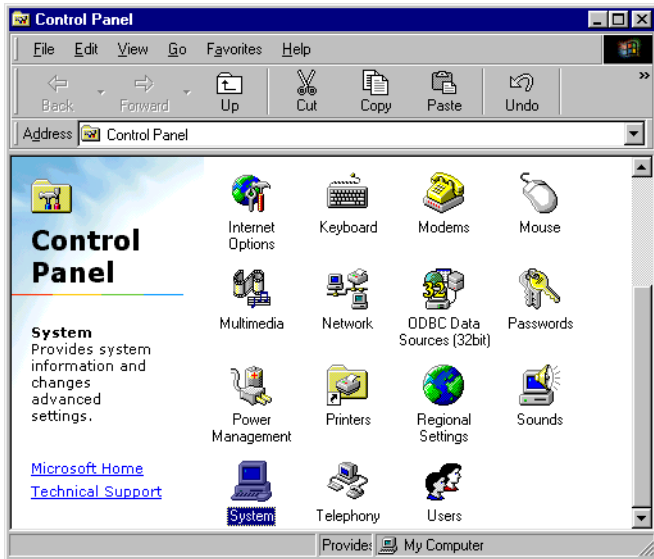 Control Panel
File Edit View Go Favorites Help
Back Forward Up Cut Copy Paste Undo »
Address Control Panel
Control
Panel
System
Provides system
information and
changes
advanced
settings.
Microsoft Home
Technical Support
Internet
Options
Keyboard
Modems
Mouse
Multimedia
Network
32
ODBC Data
Sources (32bit)
Passwords
Power
Management
Printers
Regional
Settings
Sounds
System
Telephony
Users
Provides My Computer